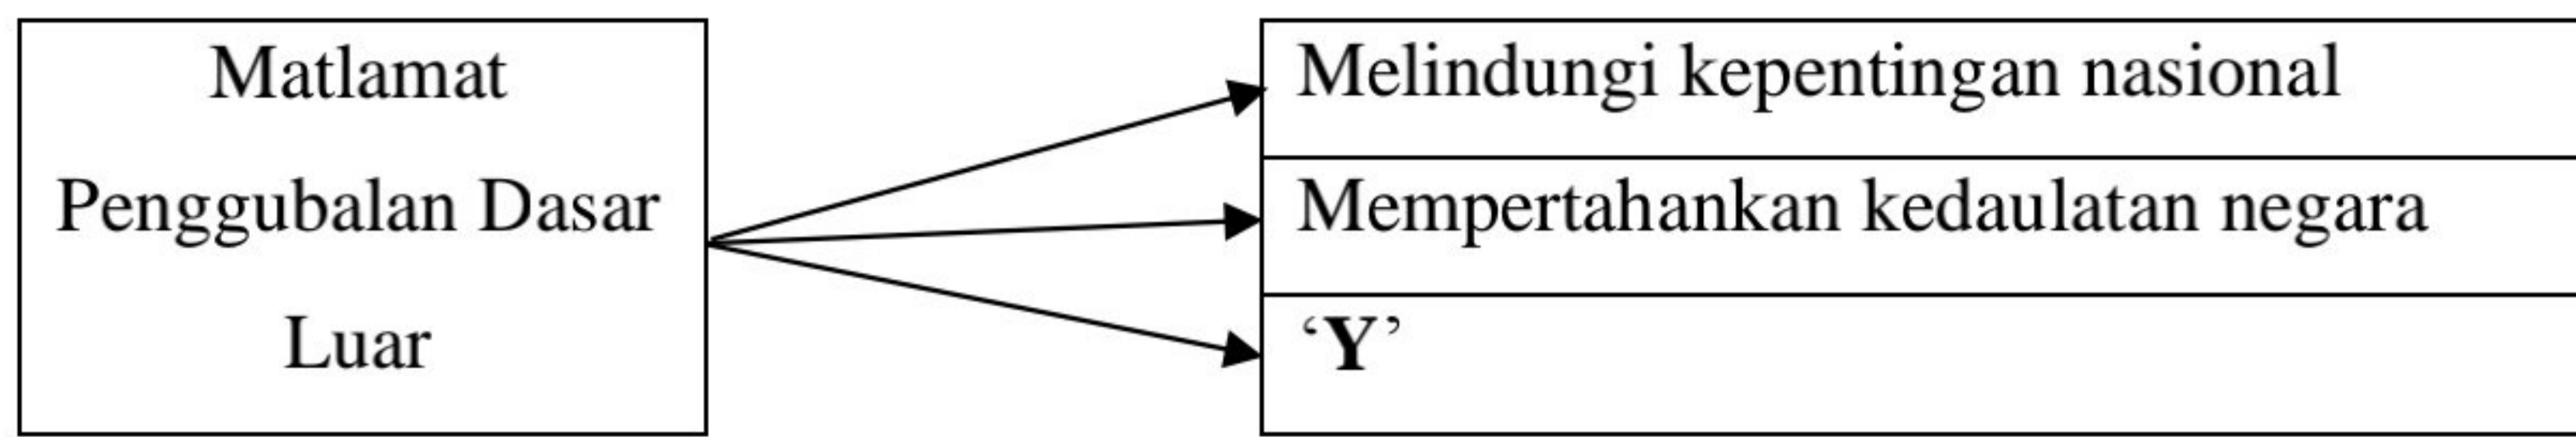 Matlamat
Penggubalan Dasar
Luar
Melindungi kepentingan nasional
Mempertahankan kedaulatan negara
‘Y’